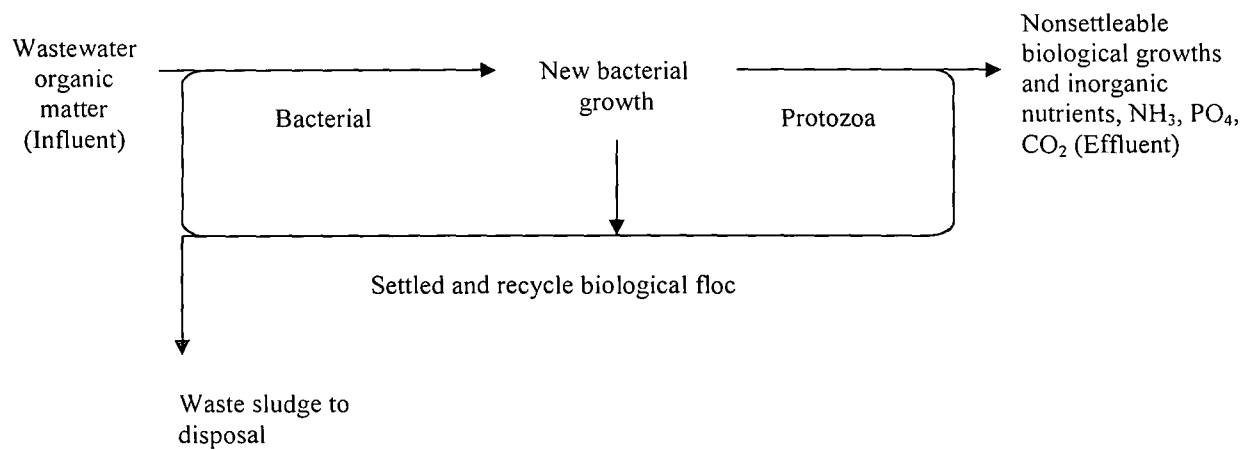 Wastewater
organic
matter
(Influent)
Bacterial
New bacterial
growth
Protozoa
Nonsettleable
biological growths
and inorganic
nutrients, NH₃, PO₄,
CO₂ (Effluent)
Settled and recycle biological floc
Waste sludge to
disposal